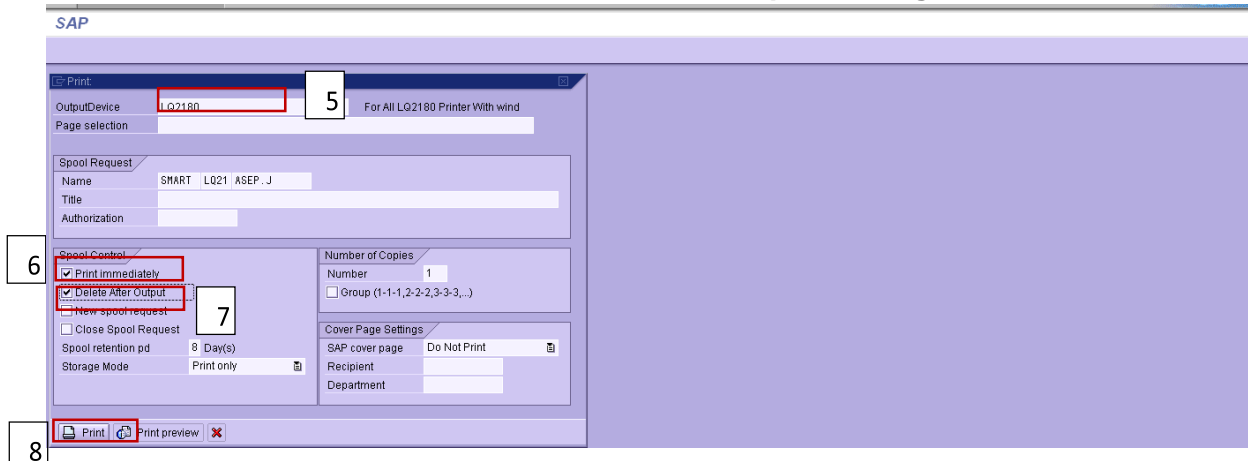 SAP
Print:
5
OutputDevice LQ2180 For All LQ2180 Printer With wind
Page selection
Spool Request
Name SMART LQ21 ASEP.J
Title
Authorization
6
Spool Control Number of Copies
Print immediately Number 1
Delete After Output Group (1-1-1,2-2-2,3-3-3,...)
7
New spool request
Close Spool Request Cover Page Settings
Spool retention pd 8 Day(s) SAP cover page Do Not Print
Storage Mode Print only Recipient
Department
Print Print preview
8